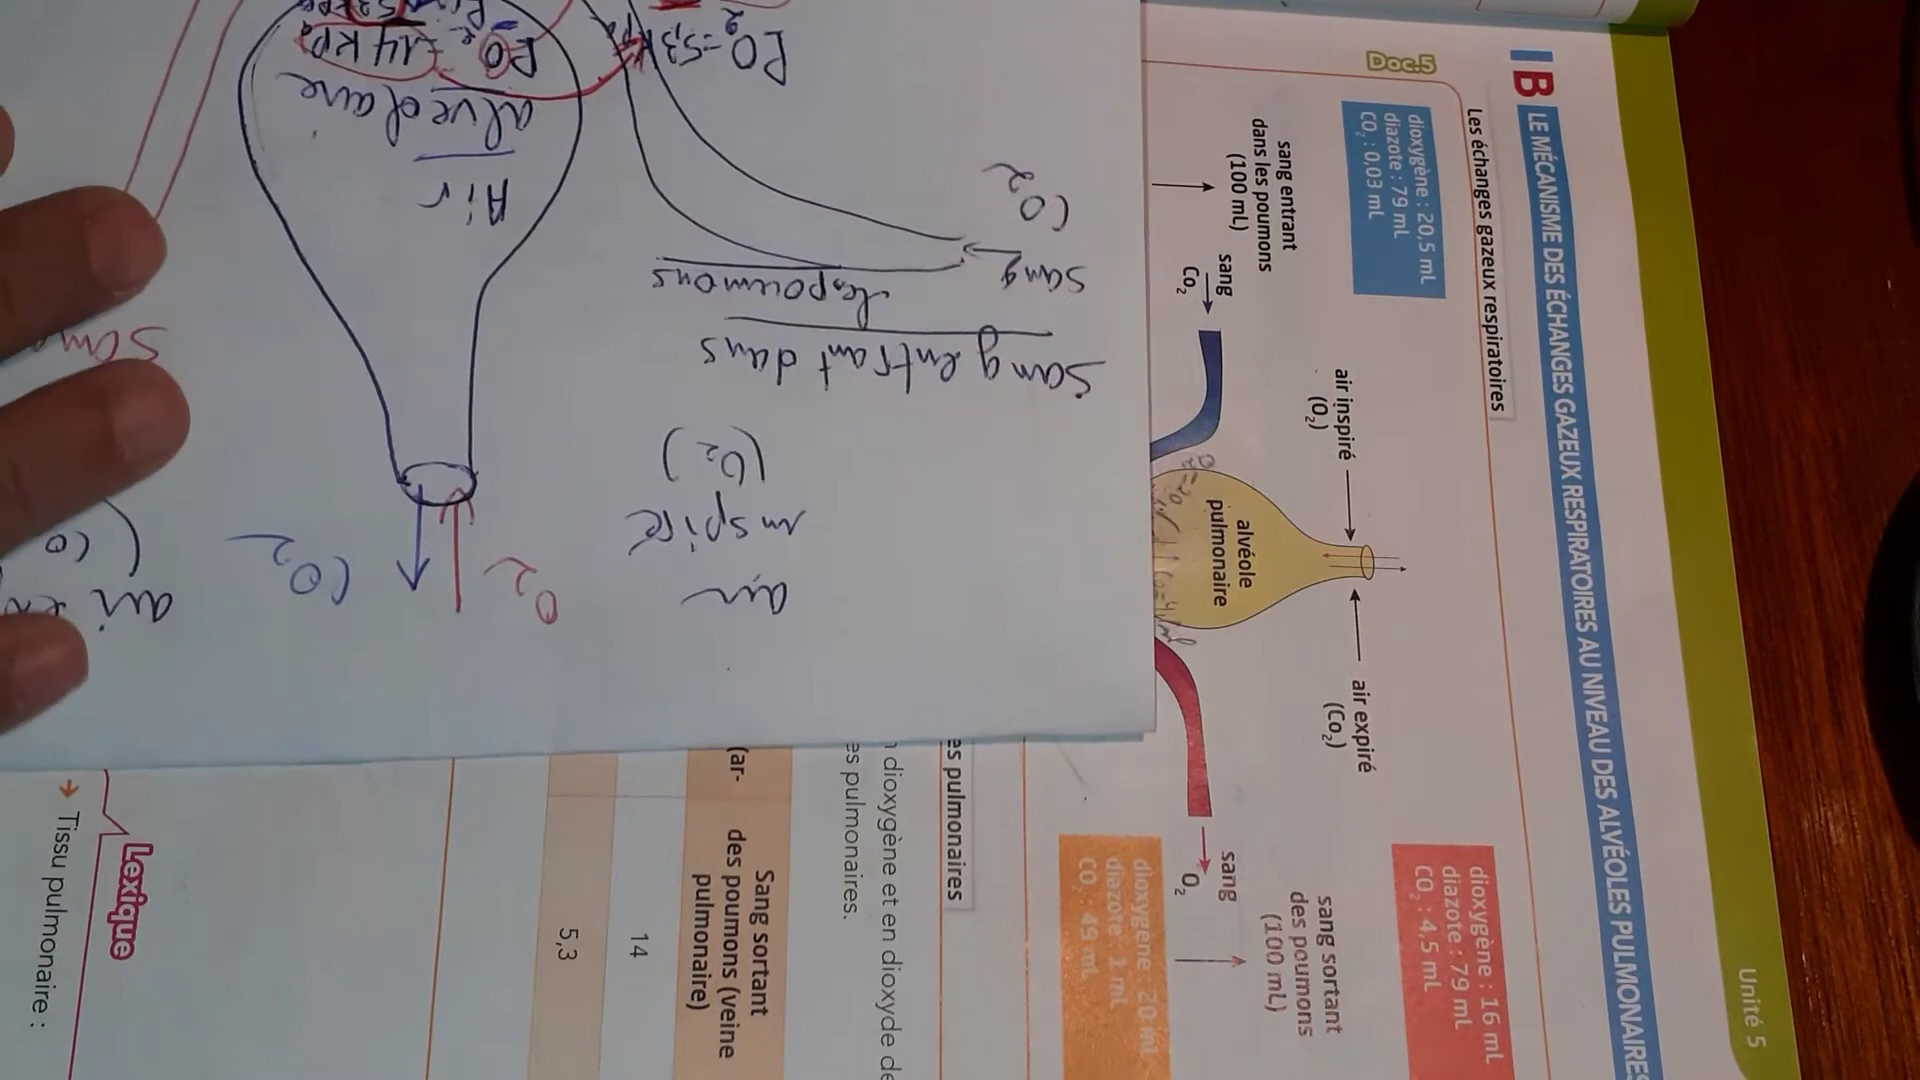 Unité 5
I B LE MÉCANISME DES ÉCHANGES GAZEUX RESPIRATOIRES AU NIVEAU DES ALVÉOLES PULMONAIRES
Doc.5
Les échanges gazeux respiratoires
dioxygène : 20,5 mL
diazote : 79 mL
CO₂ : 0,03 mL
air inspiré
(O₂)
air expiré
(Co₂)
dioxygène : 16 mL
diazote : 79 mL
CO₂ : 4,5 mL
sang entrant
dans les poumons
(100 mL)
sang
Co₂
alvéole
pulmonaire
sang
O₂
sang sortant
des poumons
(100 mL)
dioxygène : 20 mL
diazote : 1 mL
CO₂ : 49 mL
es pulmonaires
dioxygène et en dioxyde de
es pulmonaires.
(ar-
Sang sortant
des poumons (veine
pulmonaire)
14
5,3
Lexique
→ Tissu pulmonaire :
air
inspiré
(O₂)
O₂
CO₂
air ex
(CO
sang entrant dans
les poumons
sang
CO₂
Air
alvéolaire
PO₂ = 14 kPa
PO₂ = 5,3 kPa